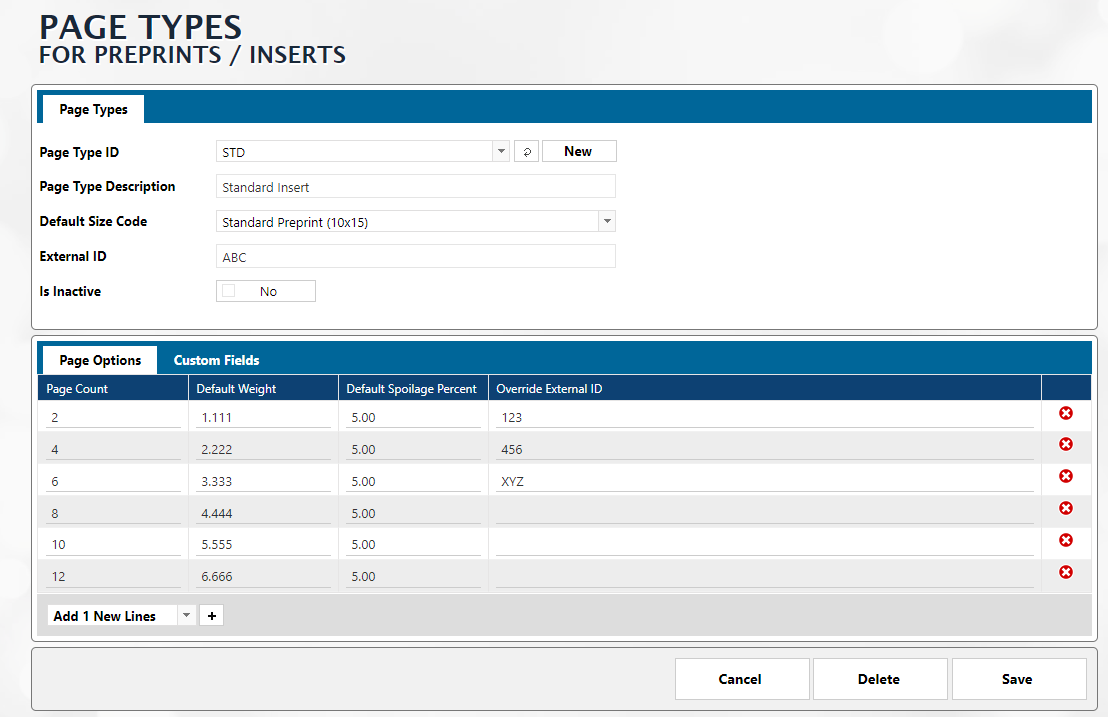 PAGE TYPES
FOR PREPRINTS / INSERTS
Page Types
Page Type ID STD New
Page Type Description Standard Insert
Default Size Code Standard Preprint (10x15)
External ID ABC
Is Inactive No
Page Options Custom Fields
Page Count Default Weight Default Spoilage Percent Override External ID
2 1.111 5.00 123
4 2.222 5.00 456
6 3.333 5.00 XYZ
8 4.444 5.00
10 5.555 5.00
12 6.666 5.00
Add 1 New Lines +
Cancel Delete Save